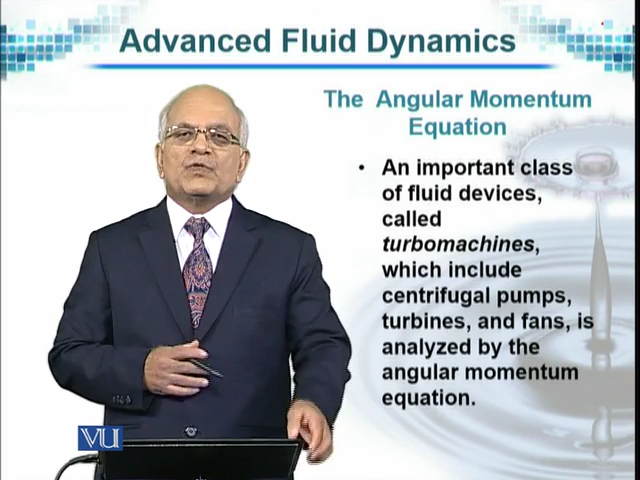 Advanced Fluid Dynamics
The Angular Momentum
Equation
• An important class
of fluid devices,
called
turbomachines,
which include
centrifugal pumps,
turbines, and fans, is
analyzed by the
angular momentum
equation.
VU